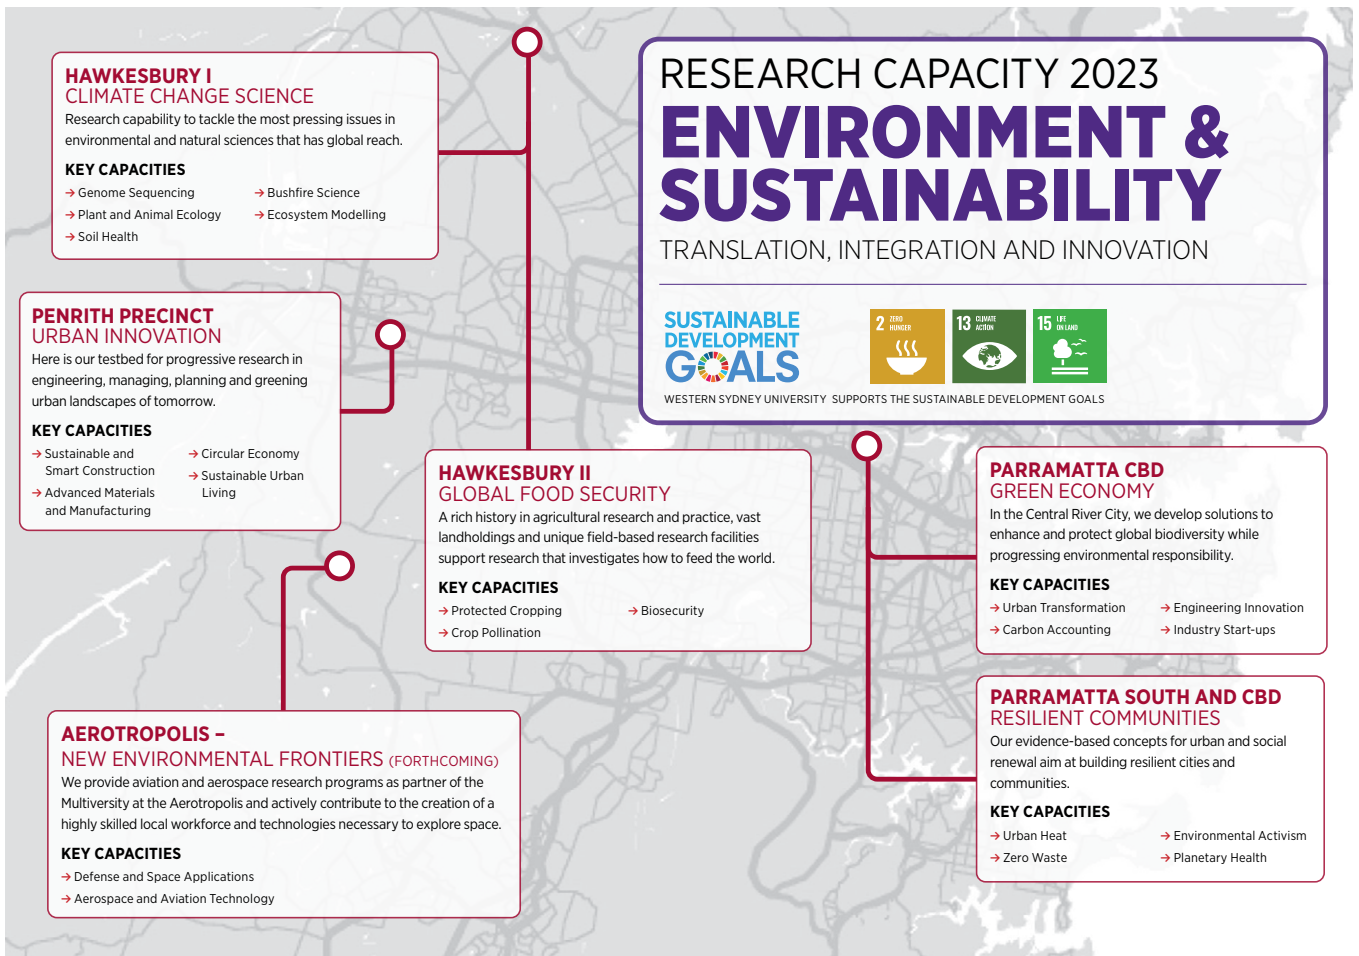 RESEARCH CAPACITY 2023
ENVIRONMENT &
SUSTAINABILITY
TRANSLATION, INTEGRATION AND INNOVATION
SUSTAINABLE
DEVELOPMENT
GOALS
2 ZERO
HUNGER
13 CLIMATE
ACTION
15 LIFE
ON LAND
WESTERN SYDNEY UNIVERSITY SUPPORTS THE SUSTAINABLE DEVELOPMENT GOALS
HAWKESBURY I
CLIMATE CHANGE SCIENCE
Research capability to tackle the most pressing issues in
environmental and natural sciences that has global reach.
KEY CAPACITIES
→ Genome Sequencing
→ Plant and Animal Ecology
→ Soil Health
→ Bushfire Science
→ Ecosystem Modelling
PENRITH PRECINCT
URBAN INNOVATION
Here is our testbed for progressive research in
engineering, managing, planning and greening
urban landscapes of tomorrow.
KEY CAPACITIES
→ Sustainable and
Smart Construction
→ Advanced Materials
and Manufacturing
→ Circular Economy
→ Sustainable Urban
Living
HAWKESBURY II
GLOBAL FOOD SECURITY
A rich history in agricultural research and practice, vast
landholdings and unique field-based research facilities
support research that investigates how to feed the world.
KEY CAPACITIES
→ Protected Cropping
→ Crop Pollination
→ Biosecurity
PARRAMATTA CBD
GREEN ECONOMY
In the Central River City, we develop solutions to
enhance and protect global biodiversity while
progressing environmental responsibility.
KEY CAPACITIES
→ Urban Transformation
→ Carbon Accounting
→ Engineering Innovation
→ Industry Start-ups
AEROTROPOLIS –
NEW ENVIRONMENTAL FRONTIERS (FORTHCOMING)
We provide aviation and aerospace research programs as partner of the
Multiversity at the Aerotropolis and actively contribute to the creation of a
highly skilled local workforce and technologies necessary to explore space.
KEY CAPACITIES
→ Defense and Space Applications
→ Aerospace and Aviation Technology
PARRAMATTA SOUTH AND CBD
RESILIENT COMMUNITIES
Our evidence-based concepts for urban and social
renewal aim at building resilient cities and
communities.
KEY CAPACITIES
→ Urban Heat
→ Zero Waste
→ Environmental Activism
→ Planetary Health